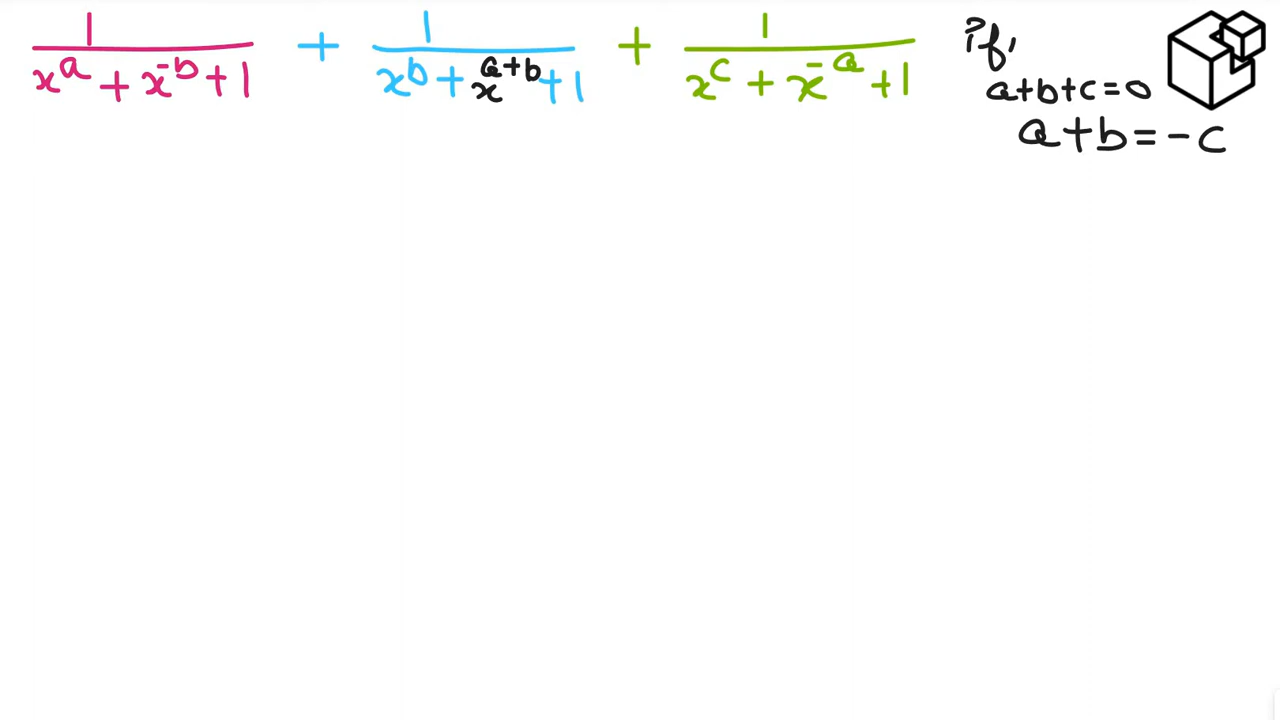 1/(x^a + x^-b + 1) + 1/(x^b + x^a+b + 1) + 1/(x^c + x^-a + 1) if,
a+b+c=0
a+b=-c